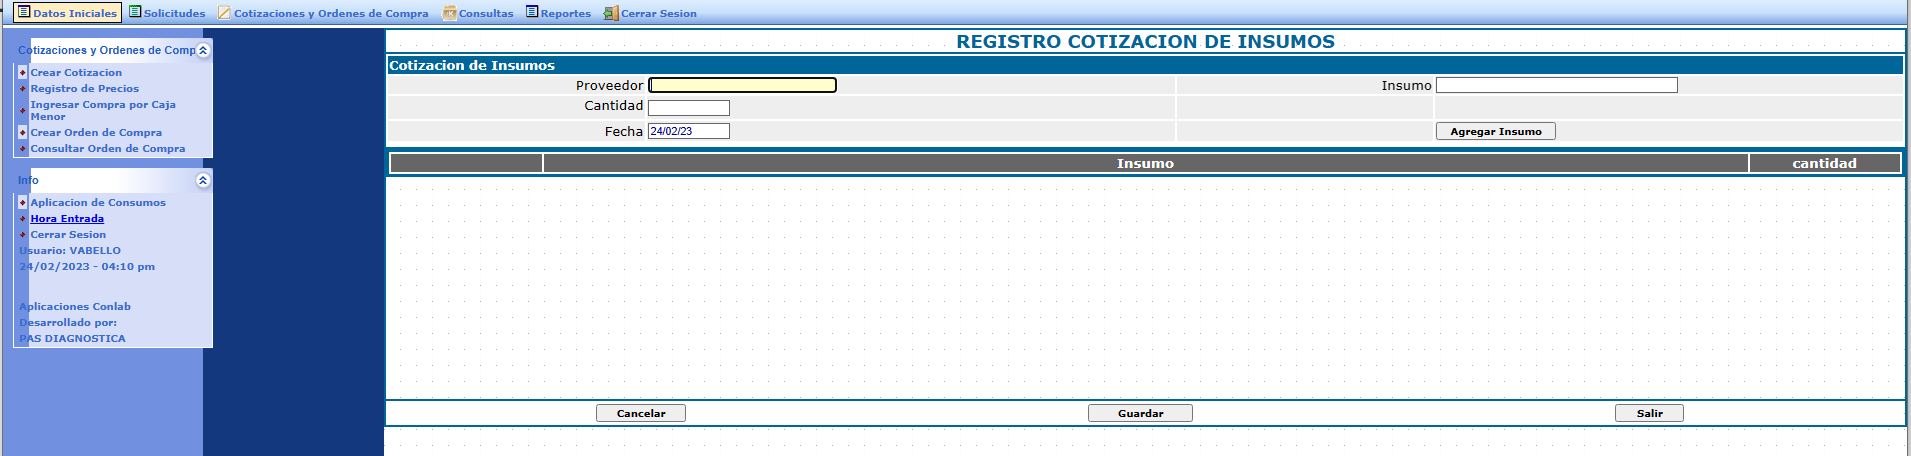 Datos Iniciales Solicitudes Cotizaciones y Ordenes de Compra Consultas Reportes Cerrar Sesion
Cotizaciones y Ordenes de Comp
Crear Cotizacion
Registro de Precios
Ingresar Compra por Caja
Menor
Crear Orden de Compra
Consultar Orden de Compra
Info
Aplicacion de Consumos
Hora Entrada
Cerrar Sesion
Usuario: VABELLO
24/02/2023 - 04:10 pm
Aplicaciones Conlab
Desarrollado por:
PAS DIAGNOSTICA
REGISTRO COTIZACION DE INSUMOS
Cotizacion de Insumos
Proveedor Insumo
Cantidad
Fecha 24/02/23 Agregar Insumo
Insumo cantidad
Cancelar Guardar Salir